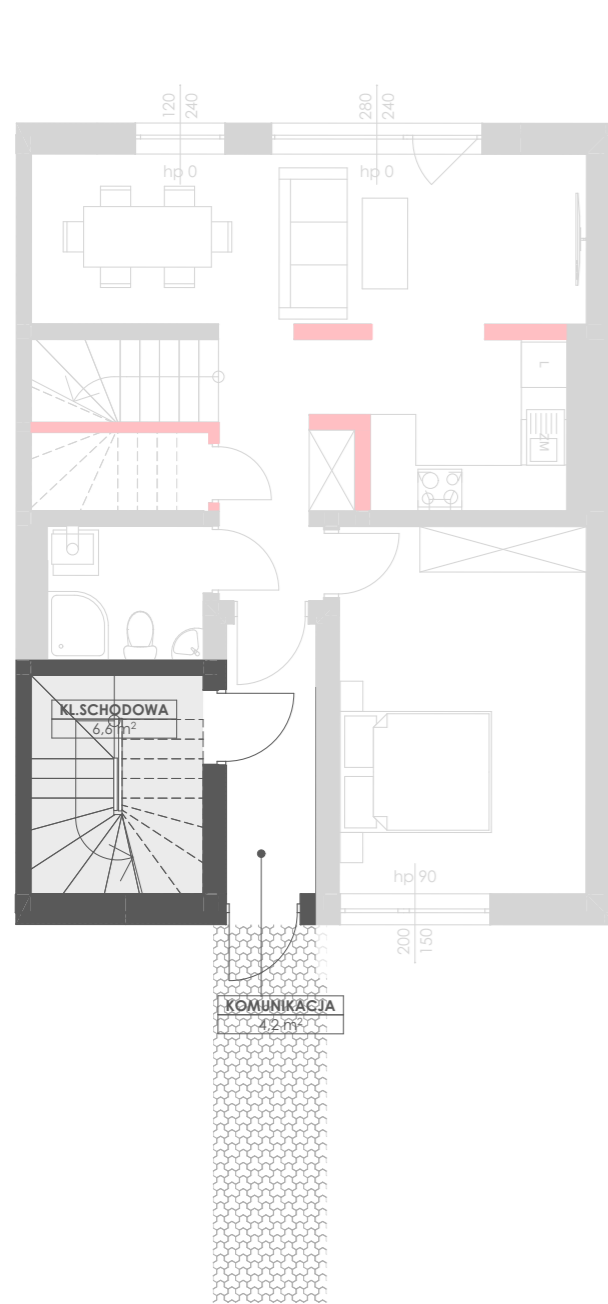 120
240
280
240
hp 0
hp 0
L
ZM
KL.SCHODOWA
6,6 m²
hp 90
200
150
KOMUNIKACJA
4,2 m²